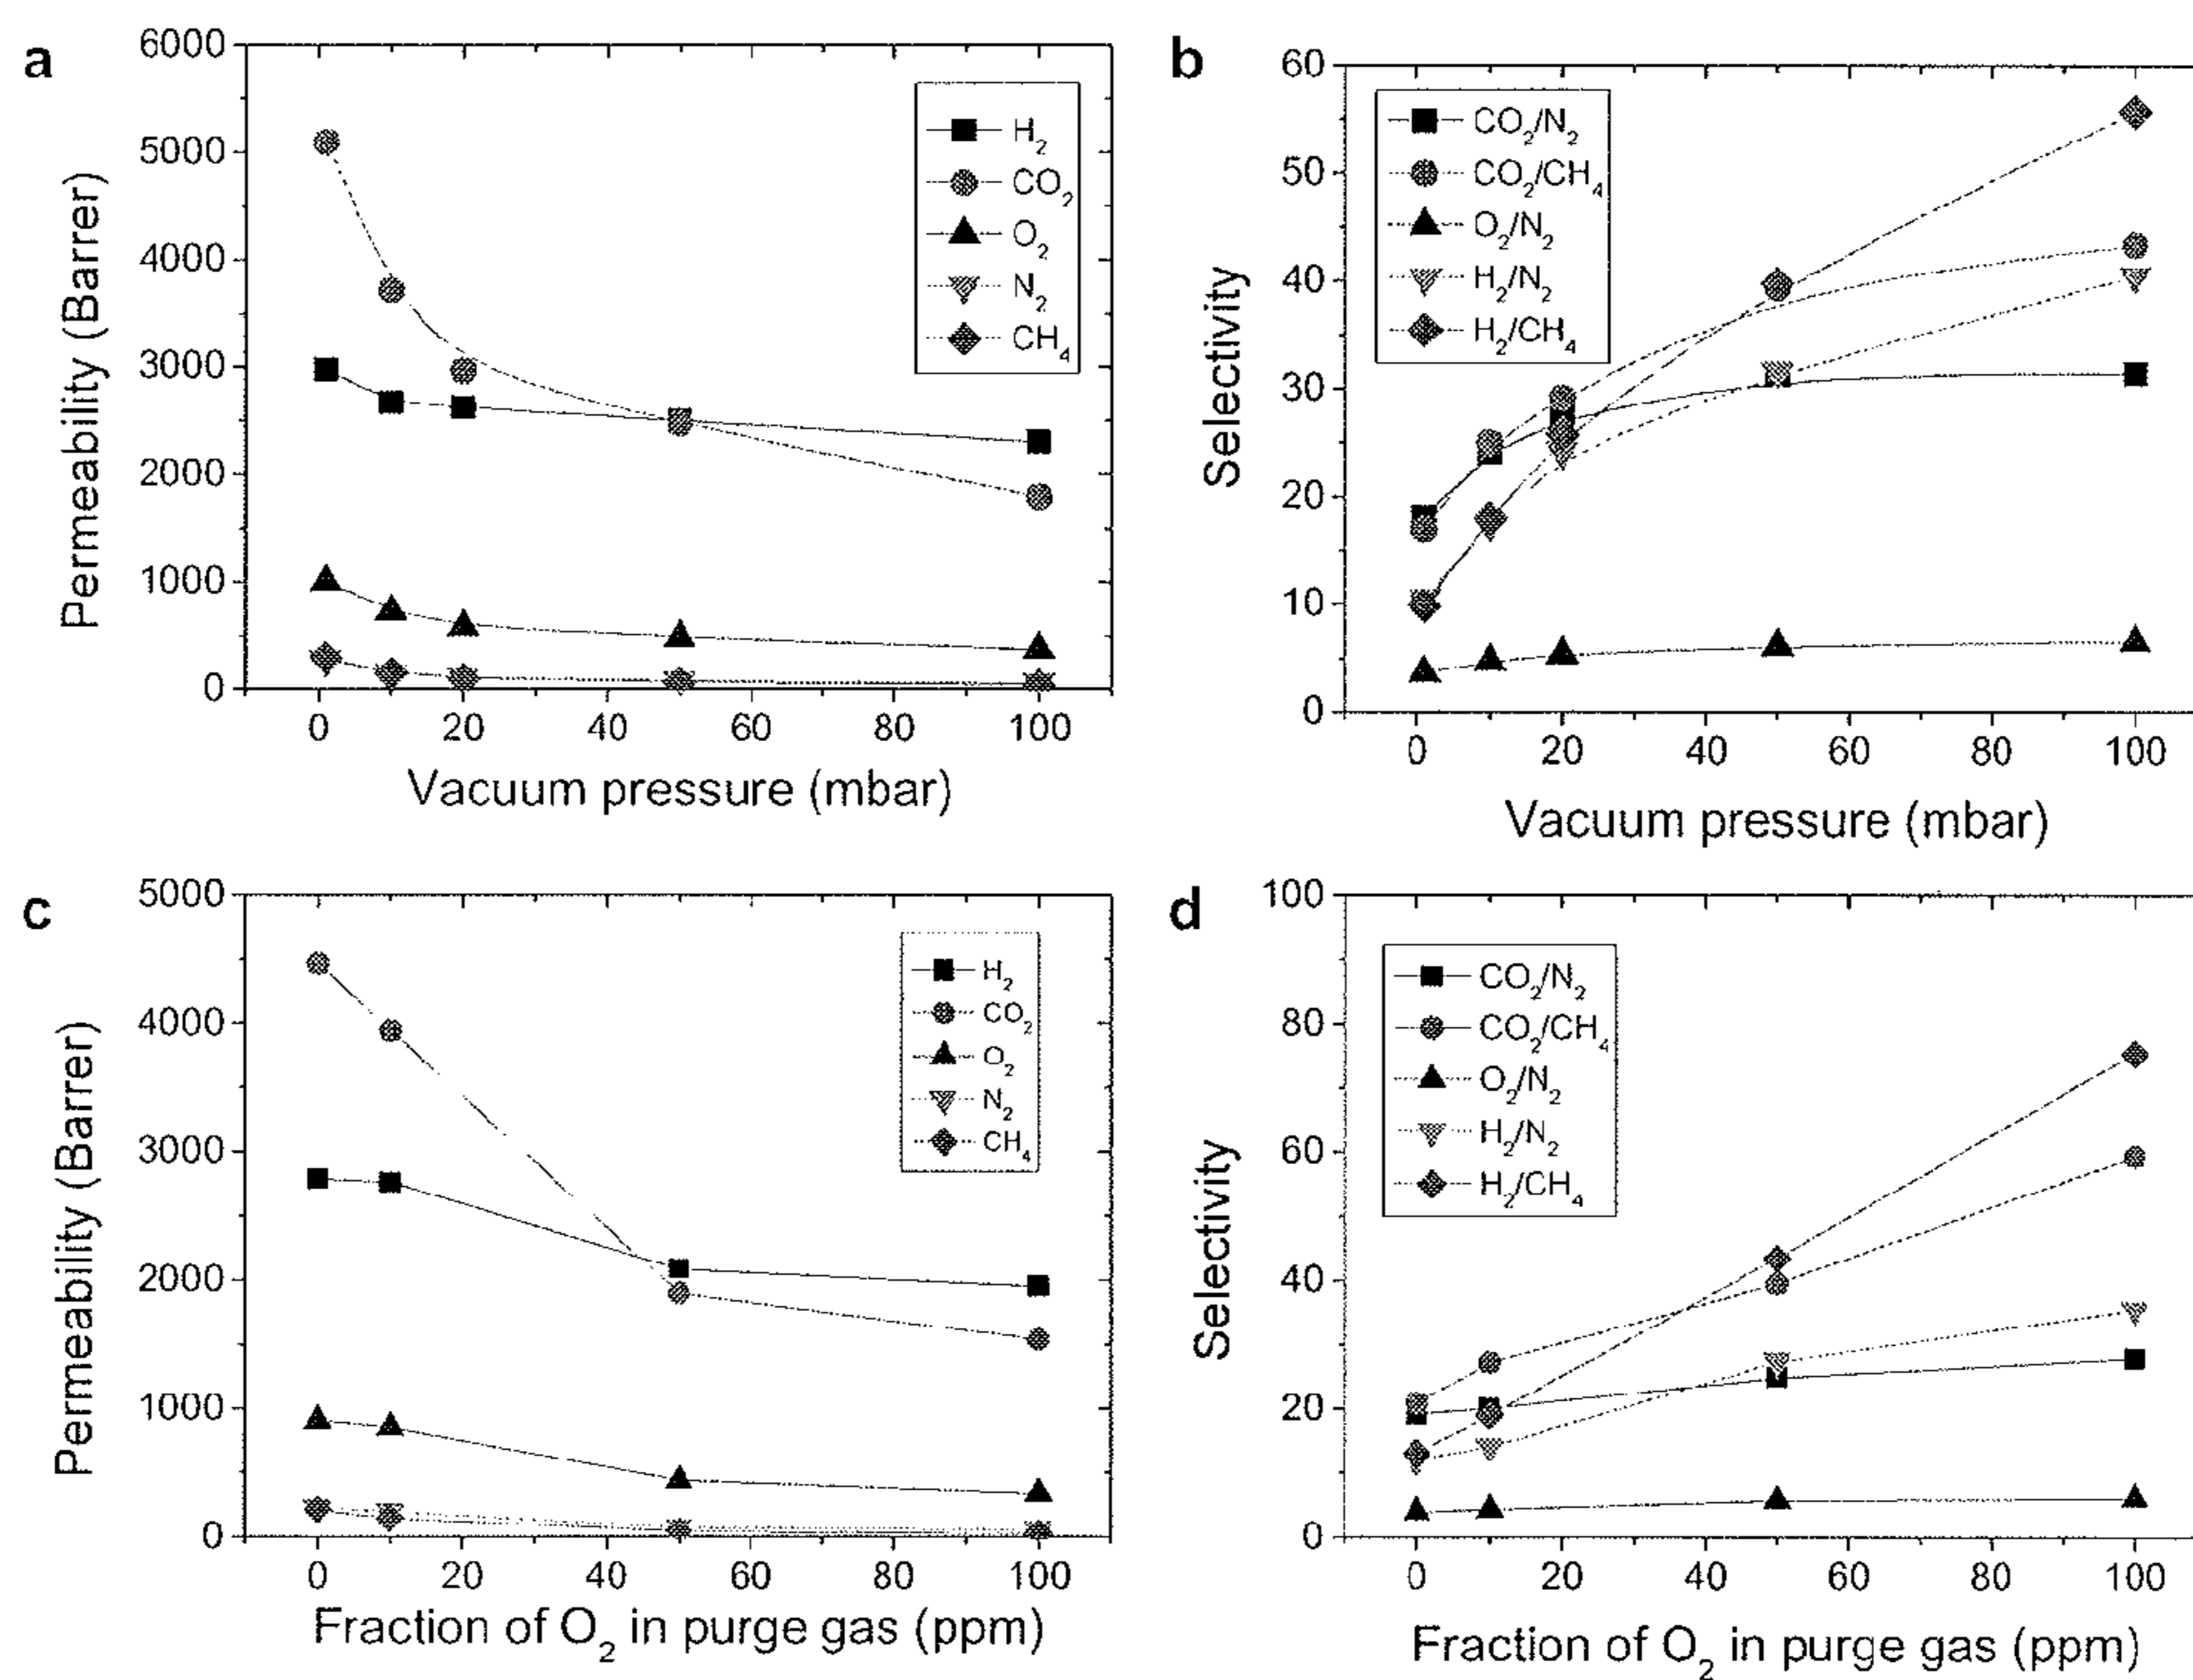 a
6000
5000
4000
3000
2000
1000
0
Permeability (Barrer)
H₂
CO₂
O₂
N₂
CH₄
0 20 40 60 80 100
Vacuum pressure (mbar)
b
60
50
40
30
20
10
0
Selectivity
CO₂/N₂
CO₂/CH₄
O₂/N₂
H₂/N₂
H₂/CH₄
0 20 40 60 80 100
Vacuum pressure (mbar)
c
5000
4000
3000
2000
1000
0
Permeability (Barrer)
H₂
CO₂
O₂
N₂
CH₄
0 20 40 60 80 100
Fraction of O₂ in purge gas (ppm)
d
100
80
60
40
20
0
Selectivity
CO₂/N₂
CO₂/CH₄
O₂/N₂
H₂/N₂
H₂/CH₄
0 20 40 60 80 100
Fraction of O₂ in purge gas (ppm)